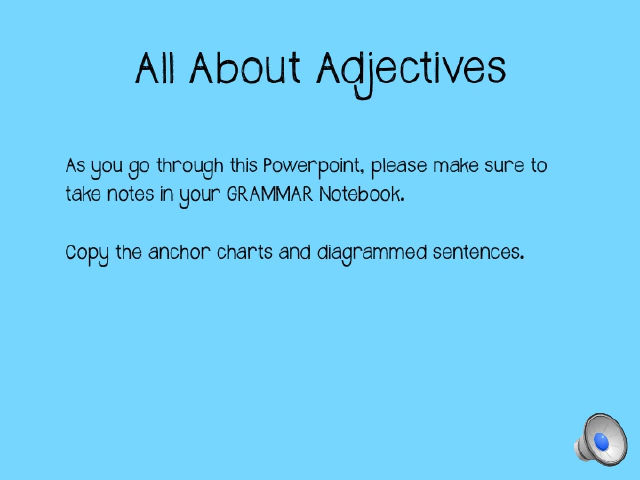 All About Adjectives
As you go through this Powerpoint, please make sure to
take notes in your GRAMMAR Notebook.
Copy the anchor charts and diagrammed sentences.